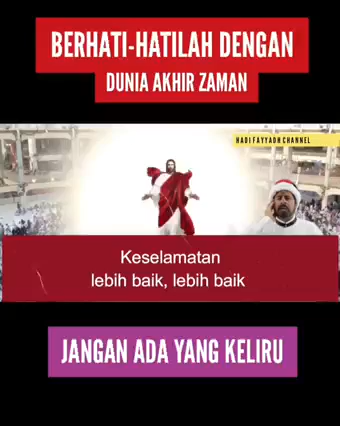 BERHATI-HATILAH DENGAN
DUNIA AKHIR ZAMAN
HADI FAYYADH CHANNEL
Keselamatan
lebih baik, lebih baik
JANGAN ADA YANG KELIRU